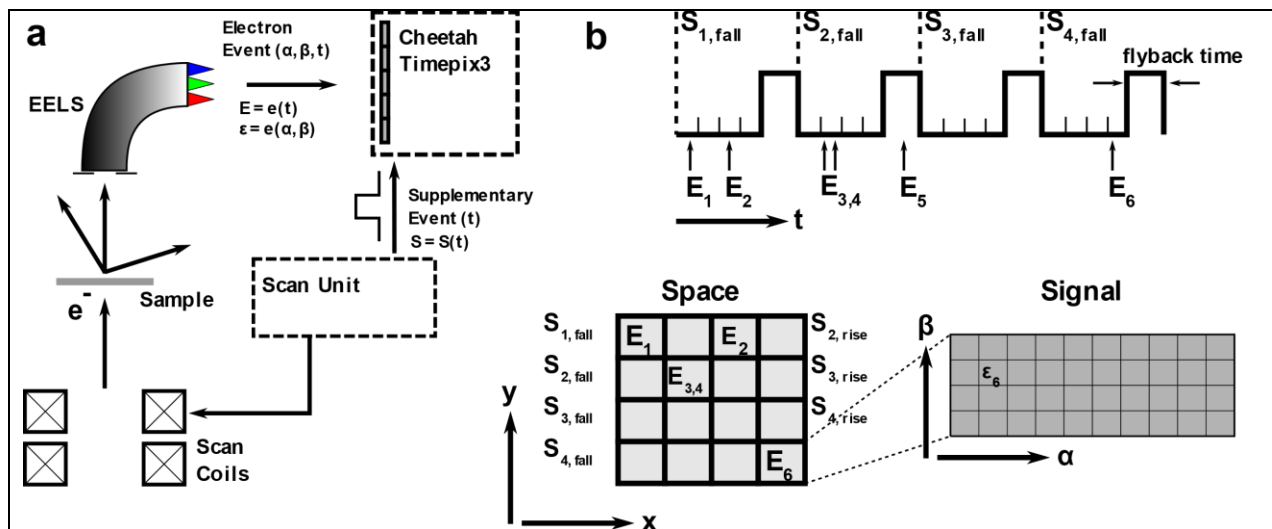 a
Electron
Event (α,β,t)
E = e(t)
ε = e(α,β)
EELS
Cheetah
Timepix3
Supplementary
Event (t)
S = S(t)
Scan Unit
Sample
e-
Scan
Coils
b
S1, fall
S2, fall
S3, fall
S4, fall
flyback time
E1
E2
E3,4
E5
E6
t
Space
S1, fall
S2, fall
S3, fall
S4, fall
E1
E2
E3,4
E6
S2, rise
S3, rise
S4, rise
y
x
Signal
β
ε6
α